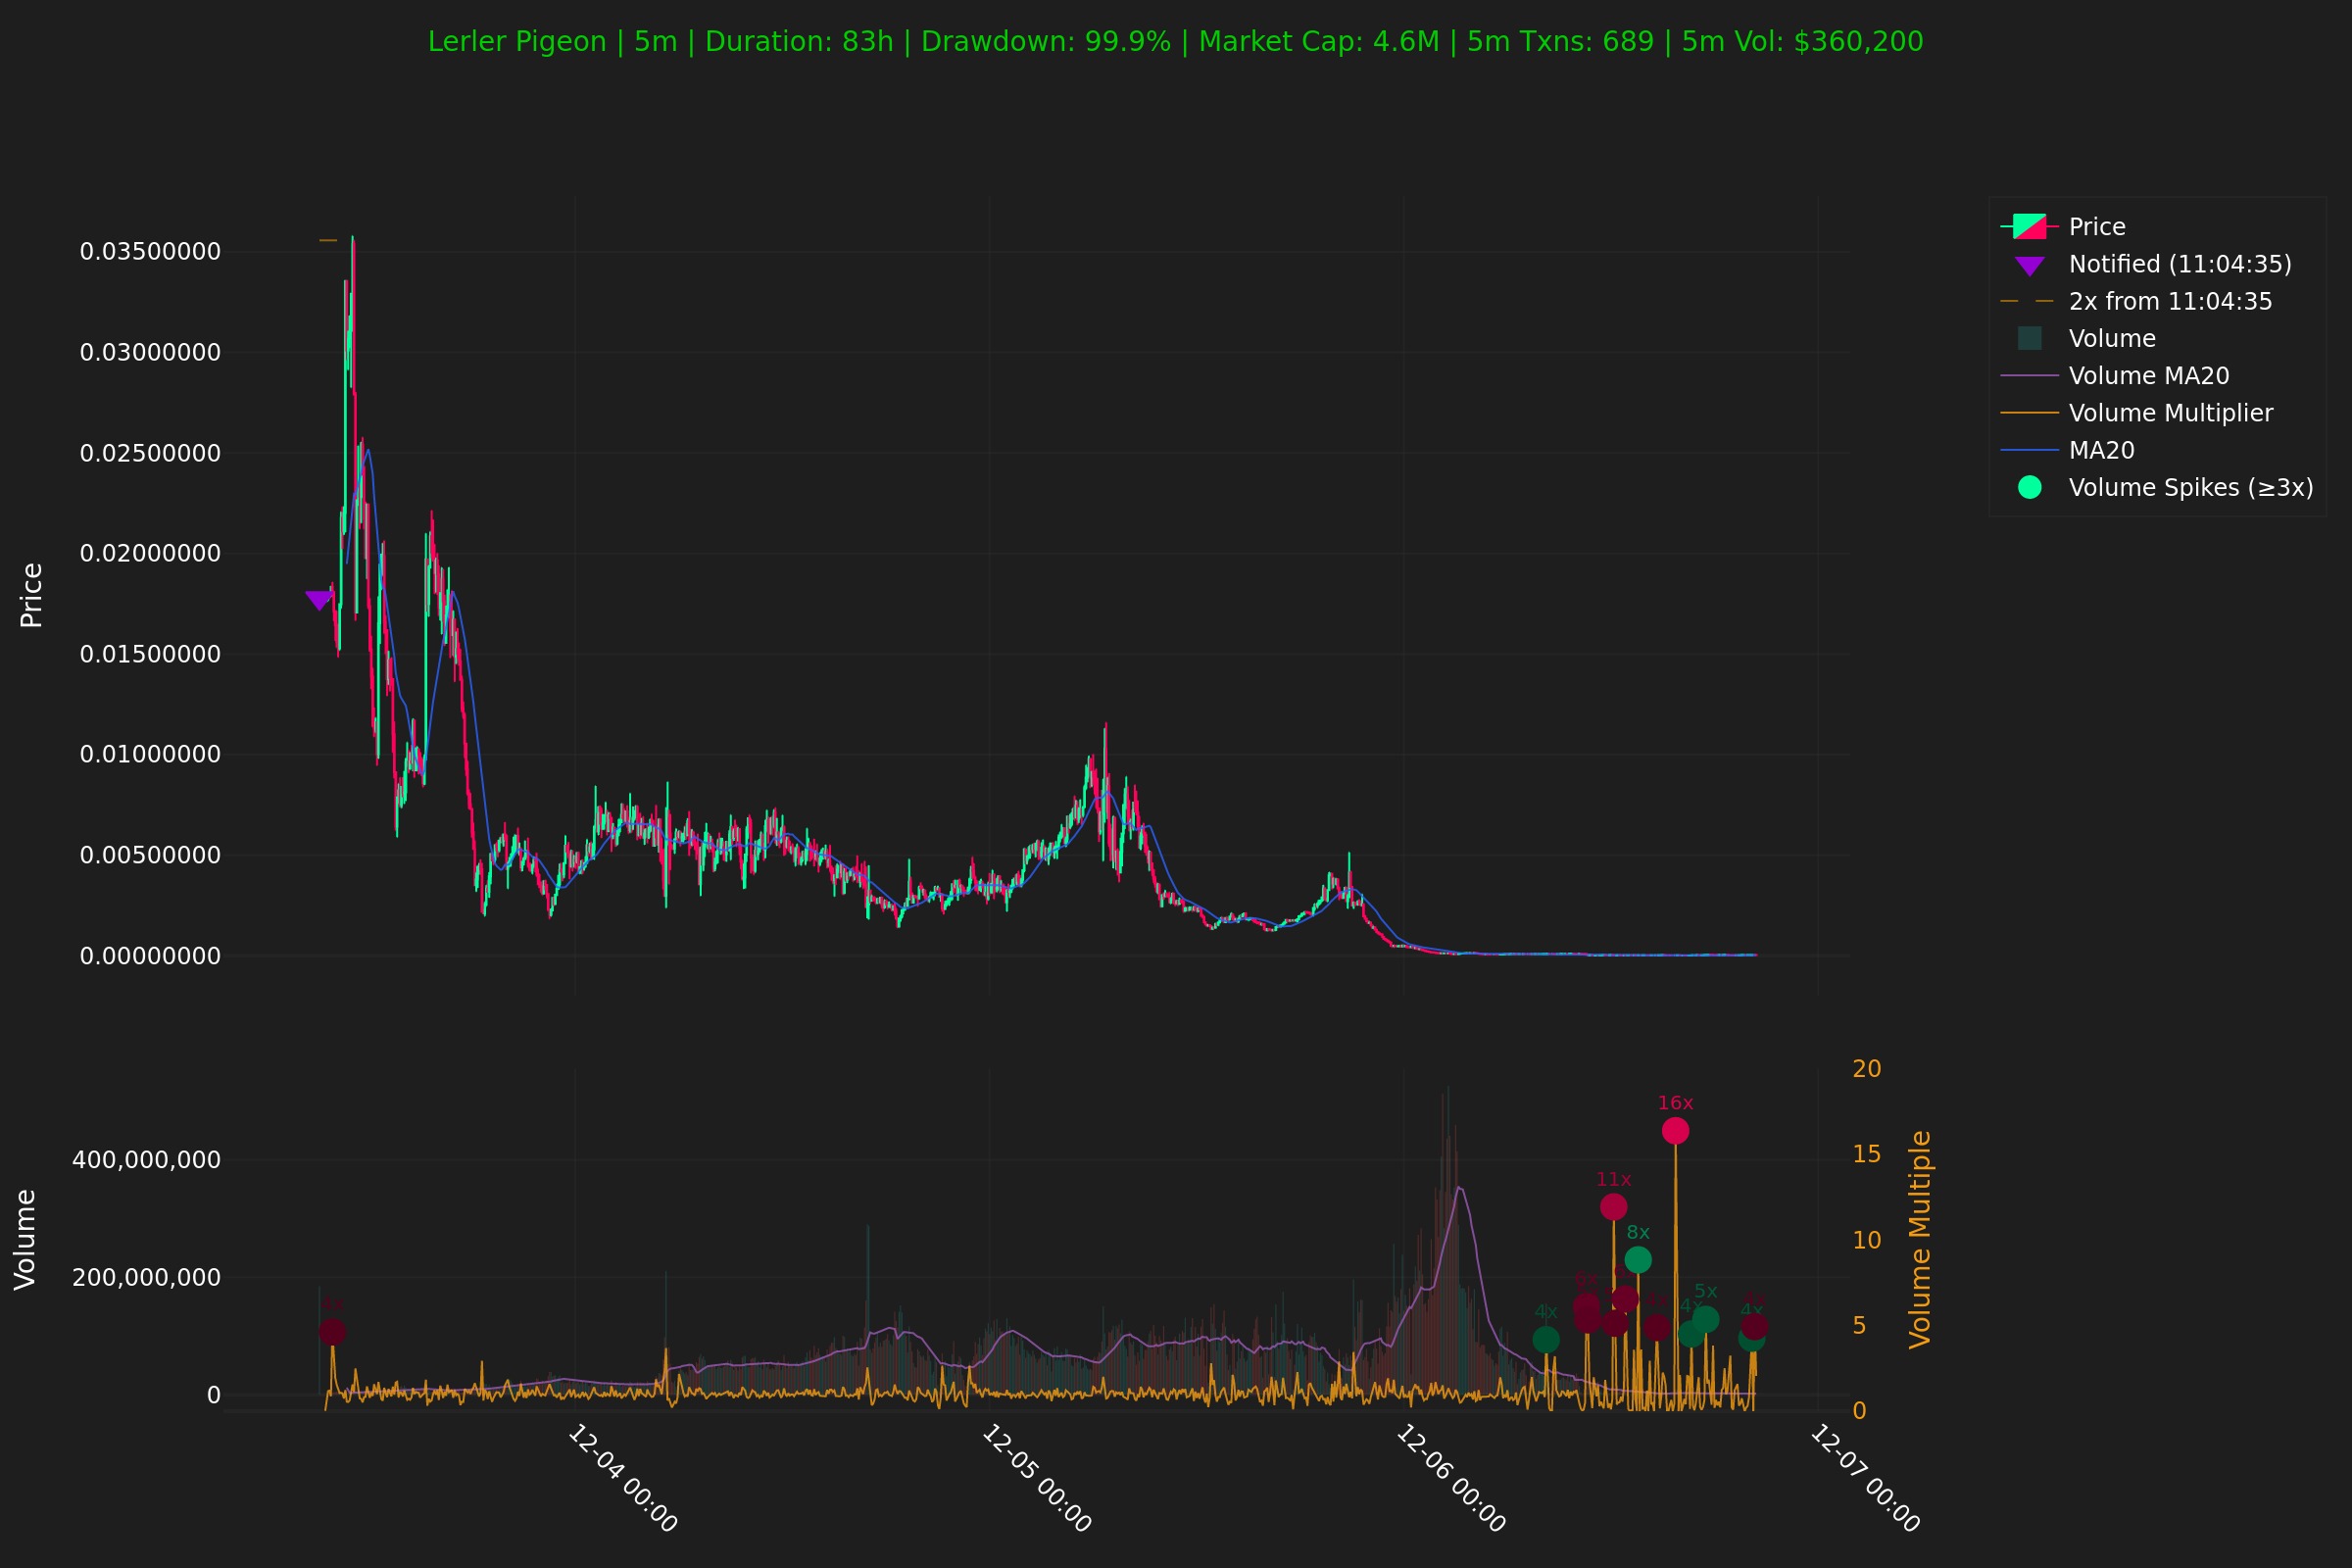 Lerler Pigeon | 5m | Duration: 83h | Drawdown: 99.9% | Market Cap: 4.6M | 5m Txns: 689 | 5m Vol: $360,200
Price
0.03500000
0.03000000
0.02500000
0.02000000
0.01500000
0.01000000
0.00500000
0.00000000
Price
Notified (11:04:35)
2x from 11:04:35
Volume
Volume MA20
Volume Multiplier
MA20
Volume Spikes (≥3x)
Volume
400,000,000
200,000,000
0
4x
4x
6x
11x
8x
16x
4x
5x
4x
20
15
10
5
0
Volume Multiple
12-04 00:00
12-05 00:00
12-06 00:00
12-07 00:00